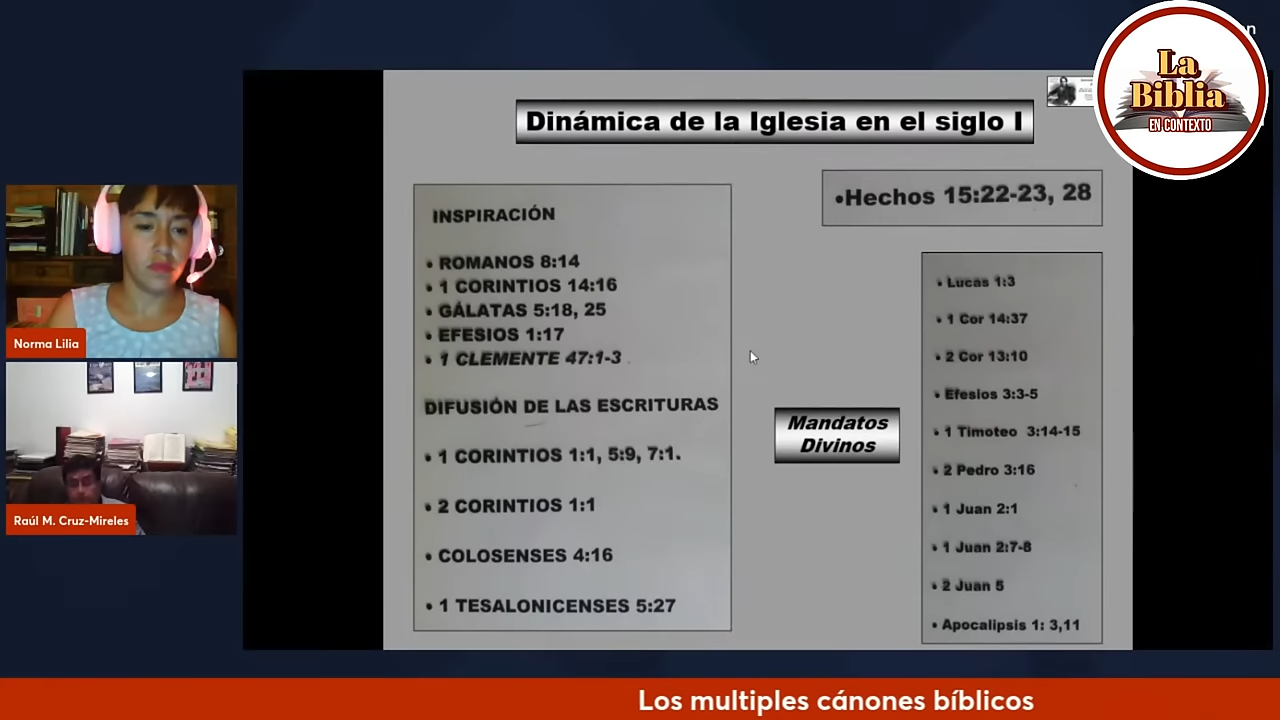 La
Biblia
EN CONTEXTO
Dinámica de la Iglesia en el siglo I
INSPIRACIÓN
• ROMANOS 8:14
• 1 CORINTIOS 14:16
• GÁLATAS 5:18, 25
• EFESIOS 1:17
• 1 CLEMENTE 47:1-3
DIFUSIÓN DE LAS ESCRITURAS
• 1 CORINTIOS 1:1, 5:9, 7:1.
• 2 CORINTIOS 1:1
• COLOSENSES 4:16
• 1 TESALONICENSES 5:27
•Hechos 15:22-23, 28
Mandatos
Divinos
• Lucas 1:3
• 1 Cor 14:37
• 2 Cor 13:10
• Efesios 3:3-5
• 1 Timoteo 3:14-15
• 2 Pedro 3:16
• 1 Juan 2:1
• 1 Juan 2:7-8
• 2 Juan 5
• Apocalipsis 1: 3,11
Norma Lilia
Raúl M. Cruz-Mireles
Los multiples cánones bíblicos